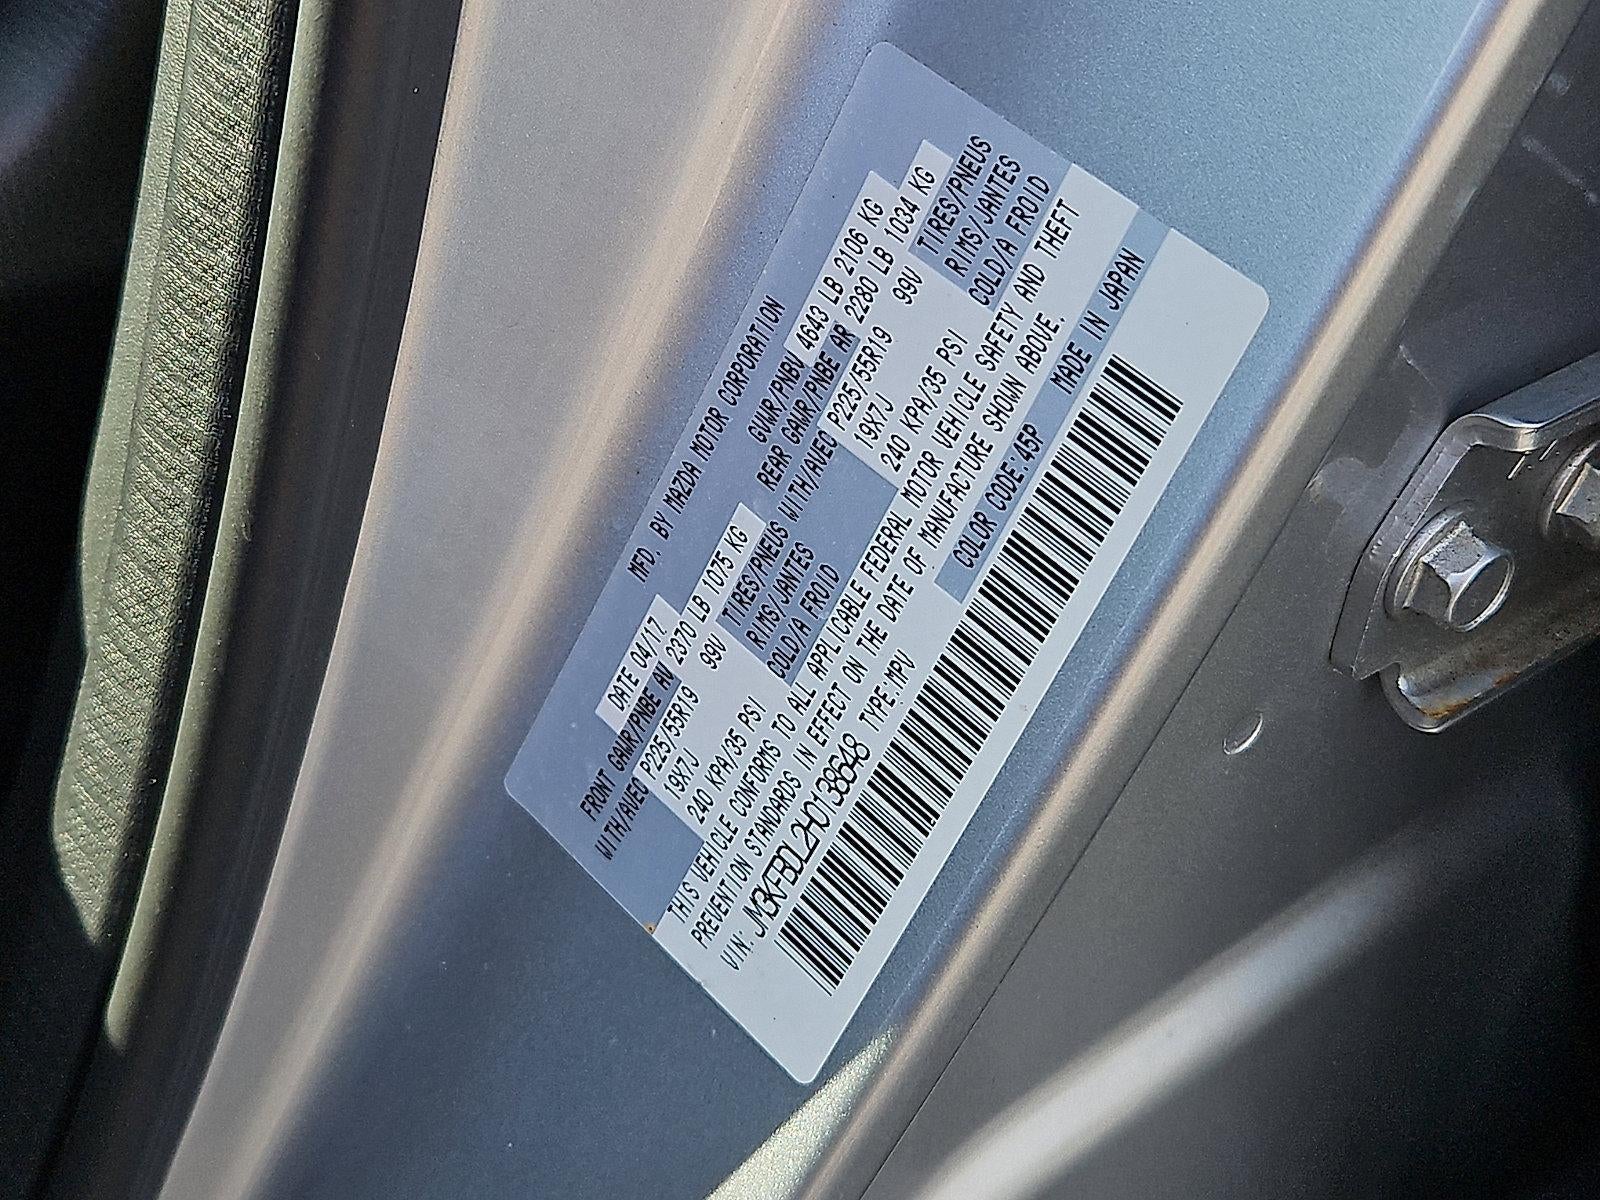 MFD. BY MAZDA MOTOR CORPORATION
DATE 04/17. GVWR/PNBV 4643 LB 2106 KG
FRONT GAWR/PNBE AV 2370 LB 1075 KG REAR GAWR/PNBE AR 2280 LB 1034 KG
WITH/AVEC P225/55R19 99V TIRES/PNEUS WITH/AVEC P225/55R19 99V TIRES/PNEUS
19X7J RIMS/JANTES 19X7J RIMS/JANTES
240 KPA/35 PSI COLD/A FROID 240 KPA/35 PSI COLD/A FROID
THIS VEHICLE CONFORMS TO ALL APPLICABLE FEDERAL MOTOR VEHICLE SAFETY AND THEFT
PREVENTION STANDARDS IN EFFECT ON THE DATE OF MANUFACTURE SHOWN ABOVE.
VIN: JM3KFBDL2H0138648 TYPE:MPV COLOR CODE:45P MADE IN JAPAN